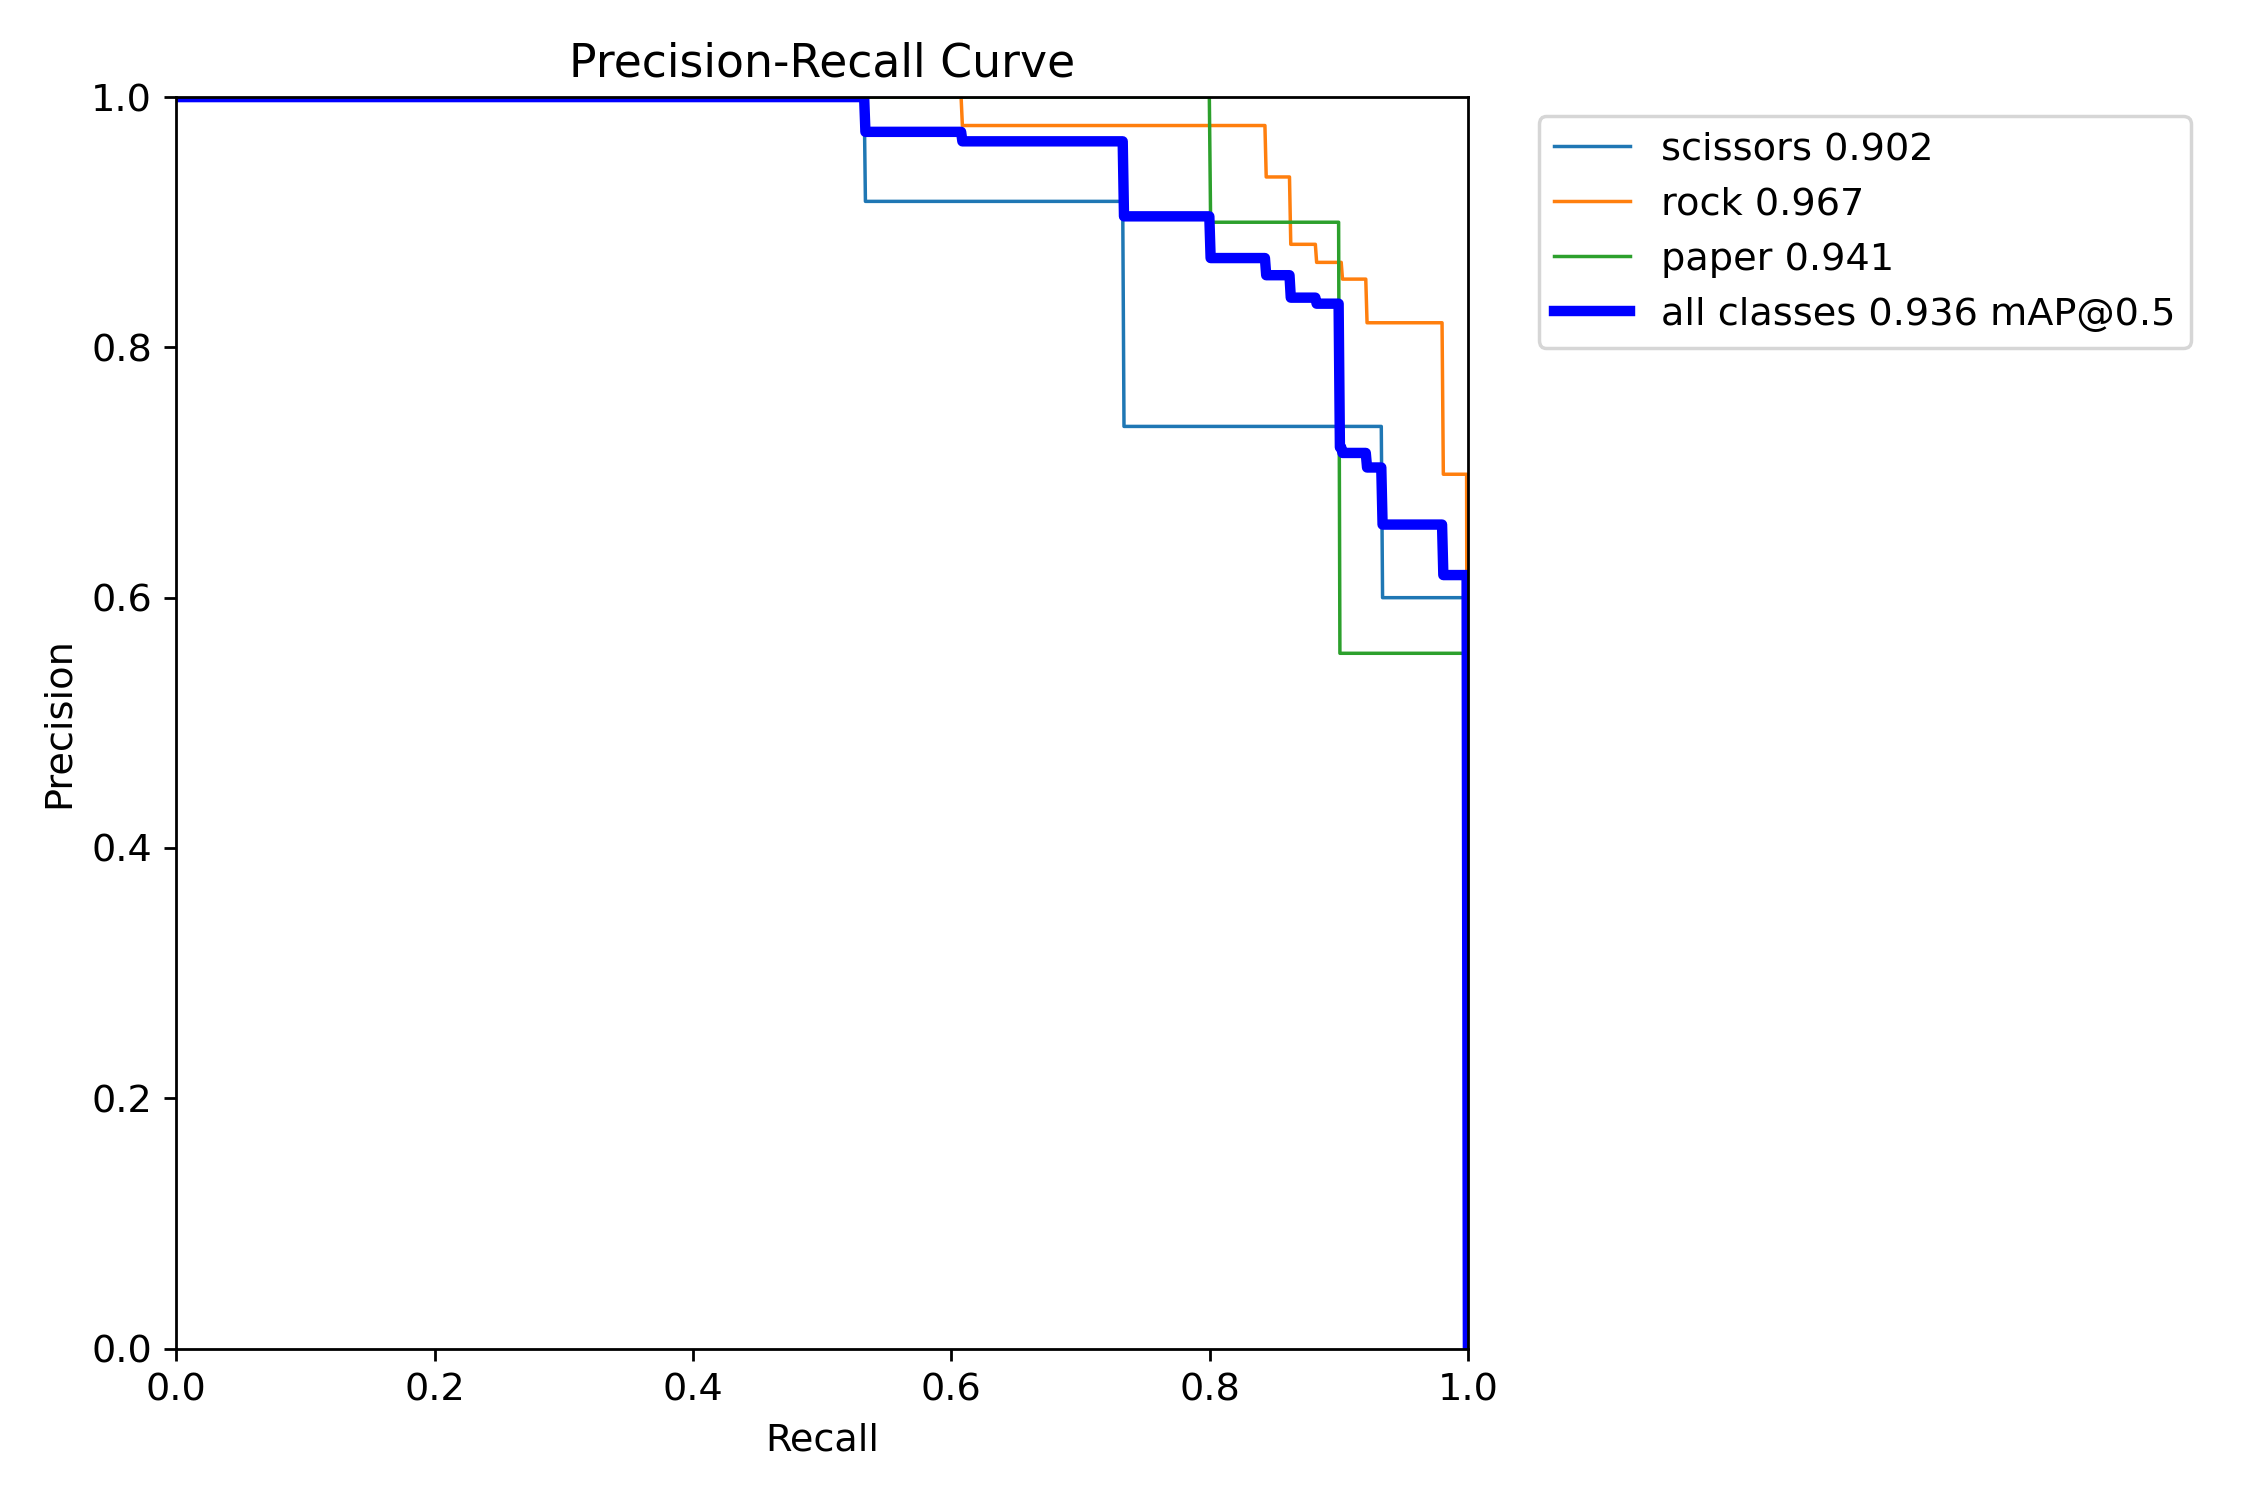 Precision-Recall Curve
1.0
0.8
0.6
0.4
0.2
0.0
Precision
0.0 0.2 0.4 0.6 0.8 1.0
Recall
scissors 0.902
rock 0.967
paper 0.941
all classes 0.936 mAP@0.5